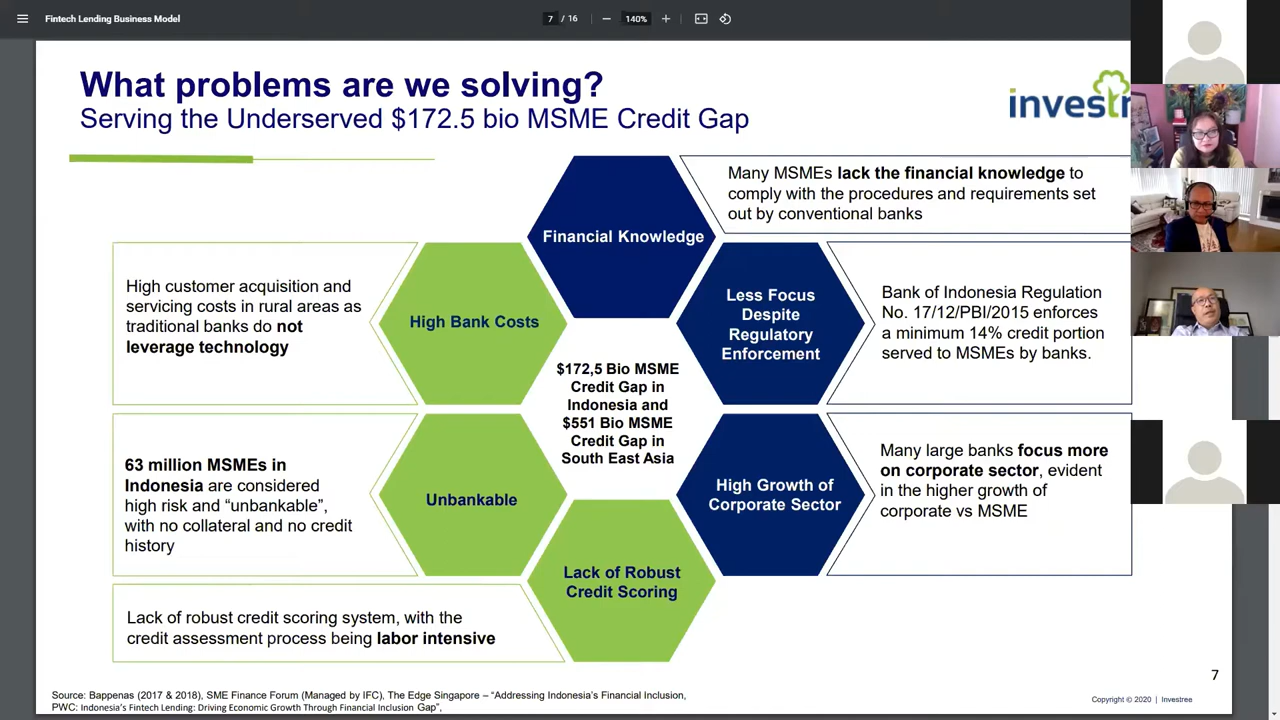 Fintech Lending Business Model
7 / 16
140%
What problems are we solving?
Serving the Underserved $172.5 bio MSME Credit Gap
investr
Many MSMEs lack the financial knowledge to
comply with the procedures and requirements set
out by conventional banks
Financial Knowledge
High customer acquisition and
servicing costs in rural areas as
traditional banks do not
leverage technology
High Bank Costs
Less Focus
Despite
Regulatory
Enforcement
Bank of Indonesia Regulation
No. 17/12/PBI/2015 enforces
a minimum 14% credit portion
served to MSMEs by banks.
$172,5 Bio MSME
Credit Gap in
Indonesia and
$551 Bio MSME
Credit Gap in
South East Asia
63 million MSMEs in
Indonesia are considered
high risk and “unbankable”,
with no collateral and no credit
history
Unbankable
High Growth of
Corporate Sector
Many large banks focus more
on corporate sector, evident
in the higher growth of
corporate vs MSME
Lack of Robust
Credit Scoring
Lack of robust credit scoring system, with the
credit assessment process being labor intensive
7
Source: Bappenas (2017 & 2018), SME Finance Forum (Managed by IFC), The Edge Singapore – “Addressing Indonesia’s Financial Inclusion,
PWC: Indonesia’s Fintech Lending: Driving Economic Growth Through Financial Inclusion Gap”,
Copyright © 2020 | Investree